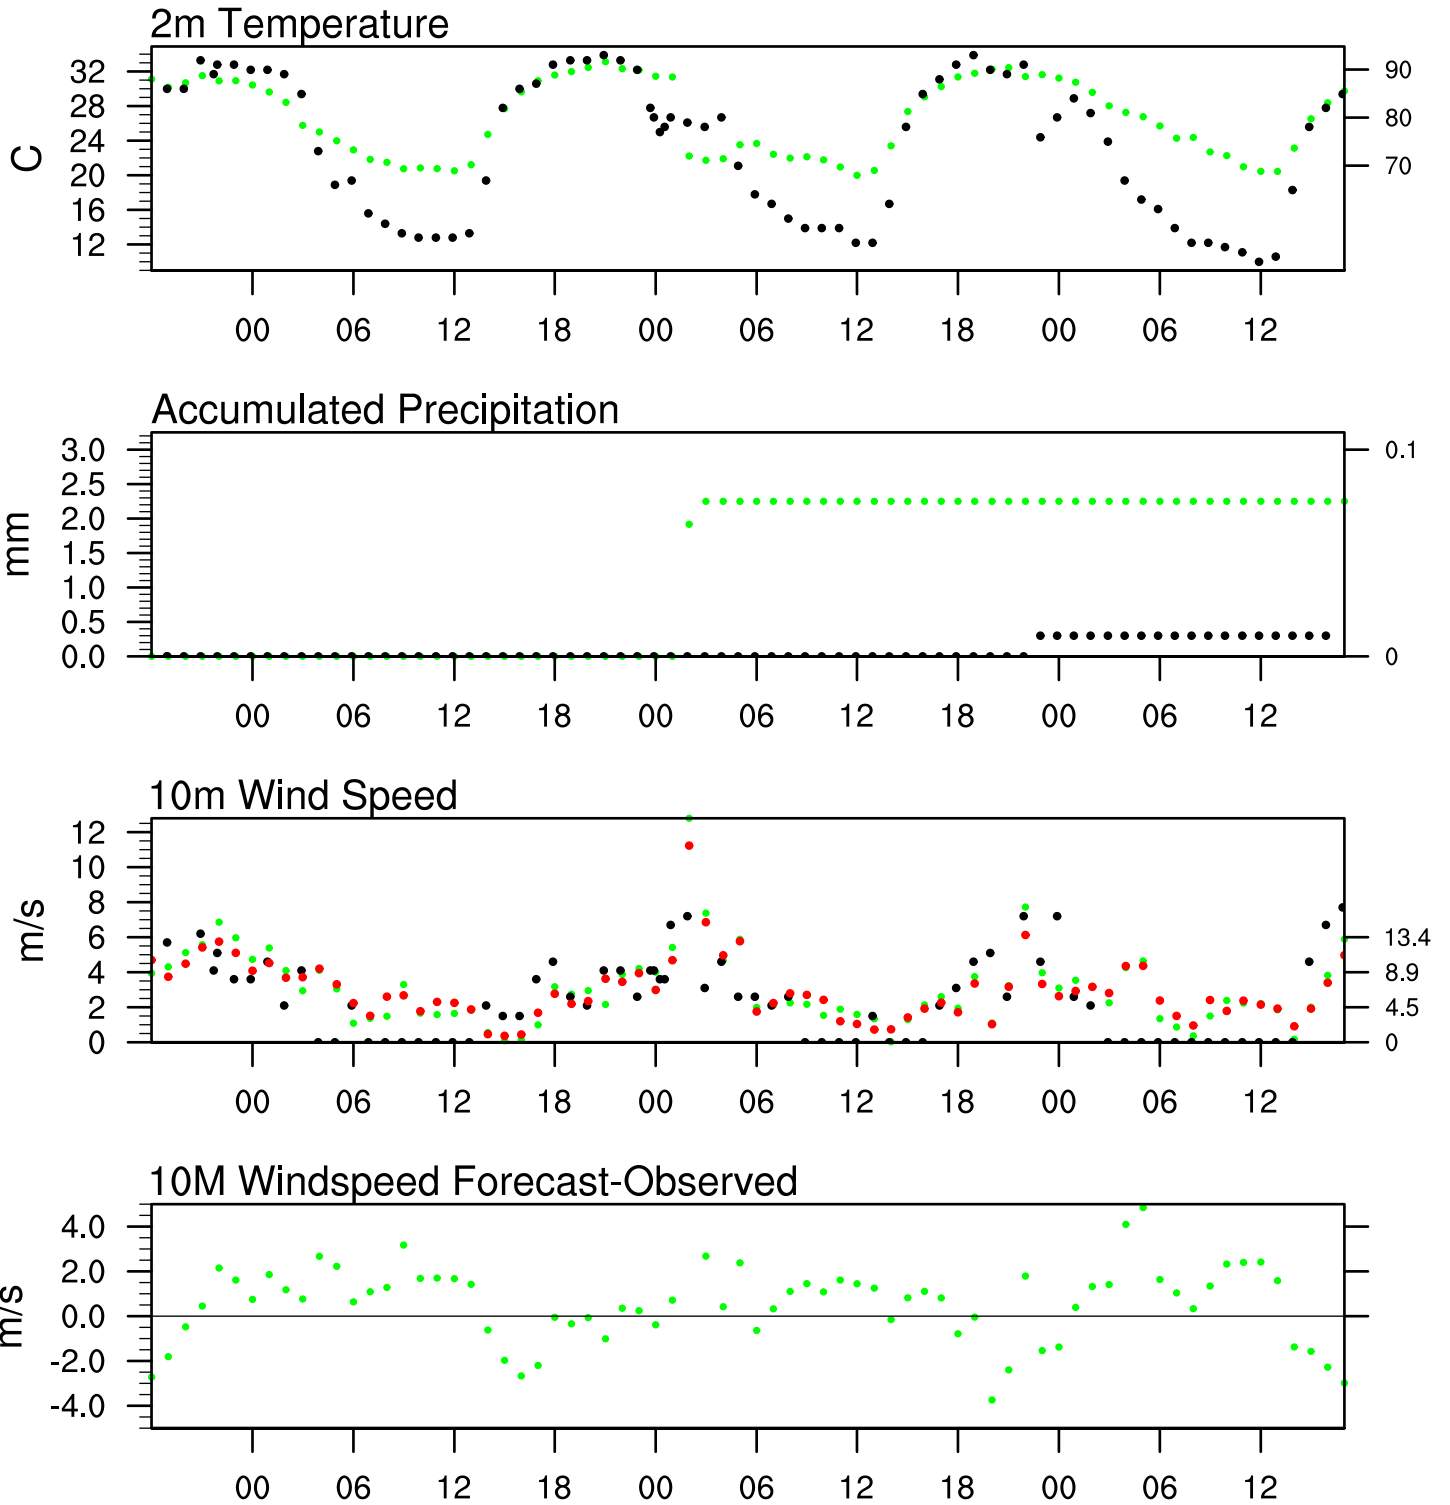 2m Temperature
C
32
28
24
20
16
12
90
80
70
00 06 12 18 00 06 12 18 00 06 12
Accumulated Precipitation
mm
3.0
2.5
2.0
1.5
1.0
0.5
0.0
0.1
0
00 06 12 18 00 06 12 18 00 06 12
10m Wind Speed
m/s
12
10
8
6
4
2
0
13.4
8.9
4.5
0
00 06 12 18 00 06 12 18 00 06 12
10M Windspeed Forecast-Observed
m/s
4.0
2.0
0.0
-2.0
-4.0
00 06 12 18 00 06 12 18 00 06 12